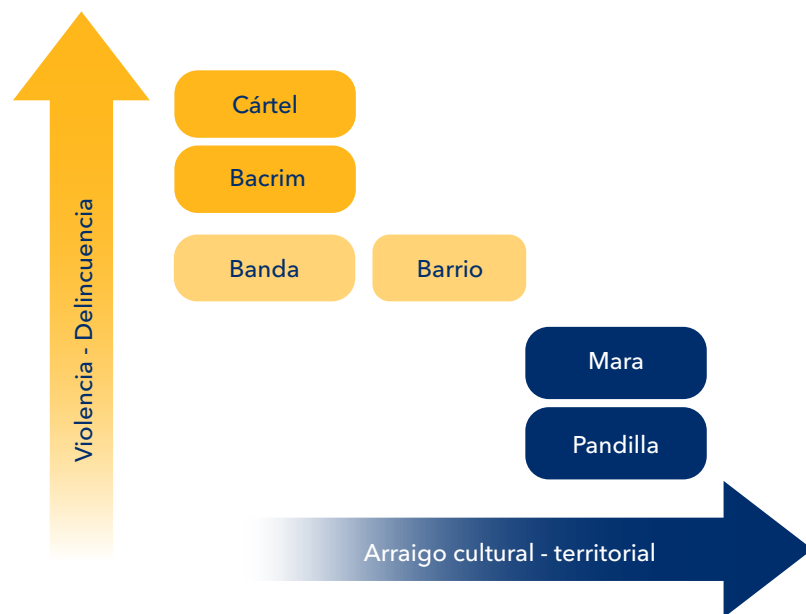 Violencia - Delincuencia
Cártel
Bacrim
Banda
Barrio
Mara
Pandilla
Arraigo cultural - territorial